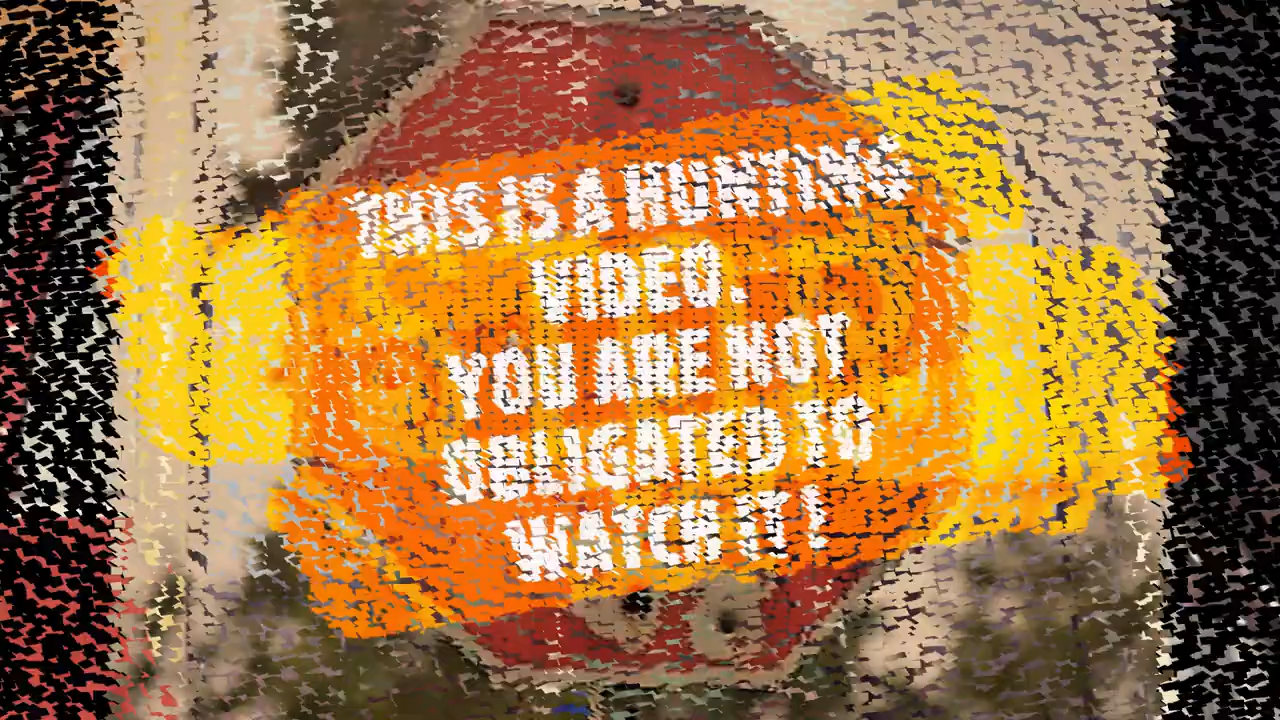 THIS IS A HUNTING
VIDEO.
YOU ARE NOT
OBLIGATED TO
WATCH IT!